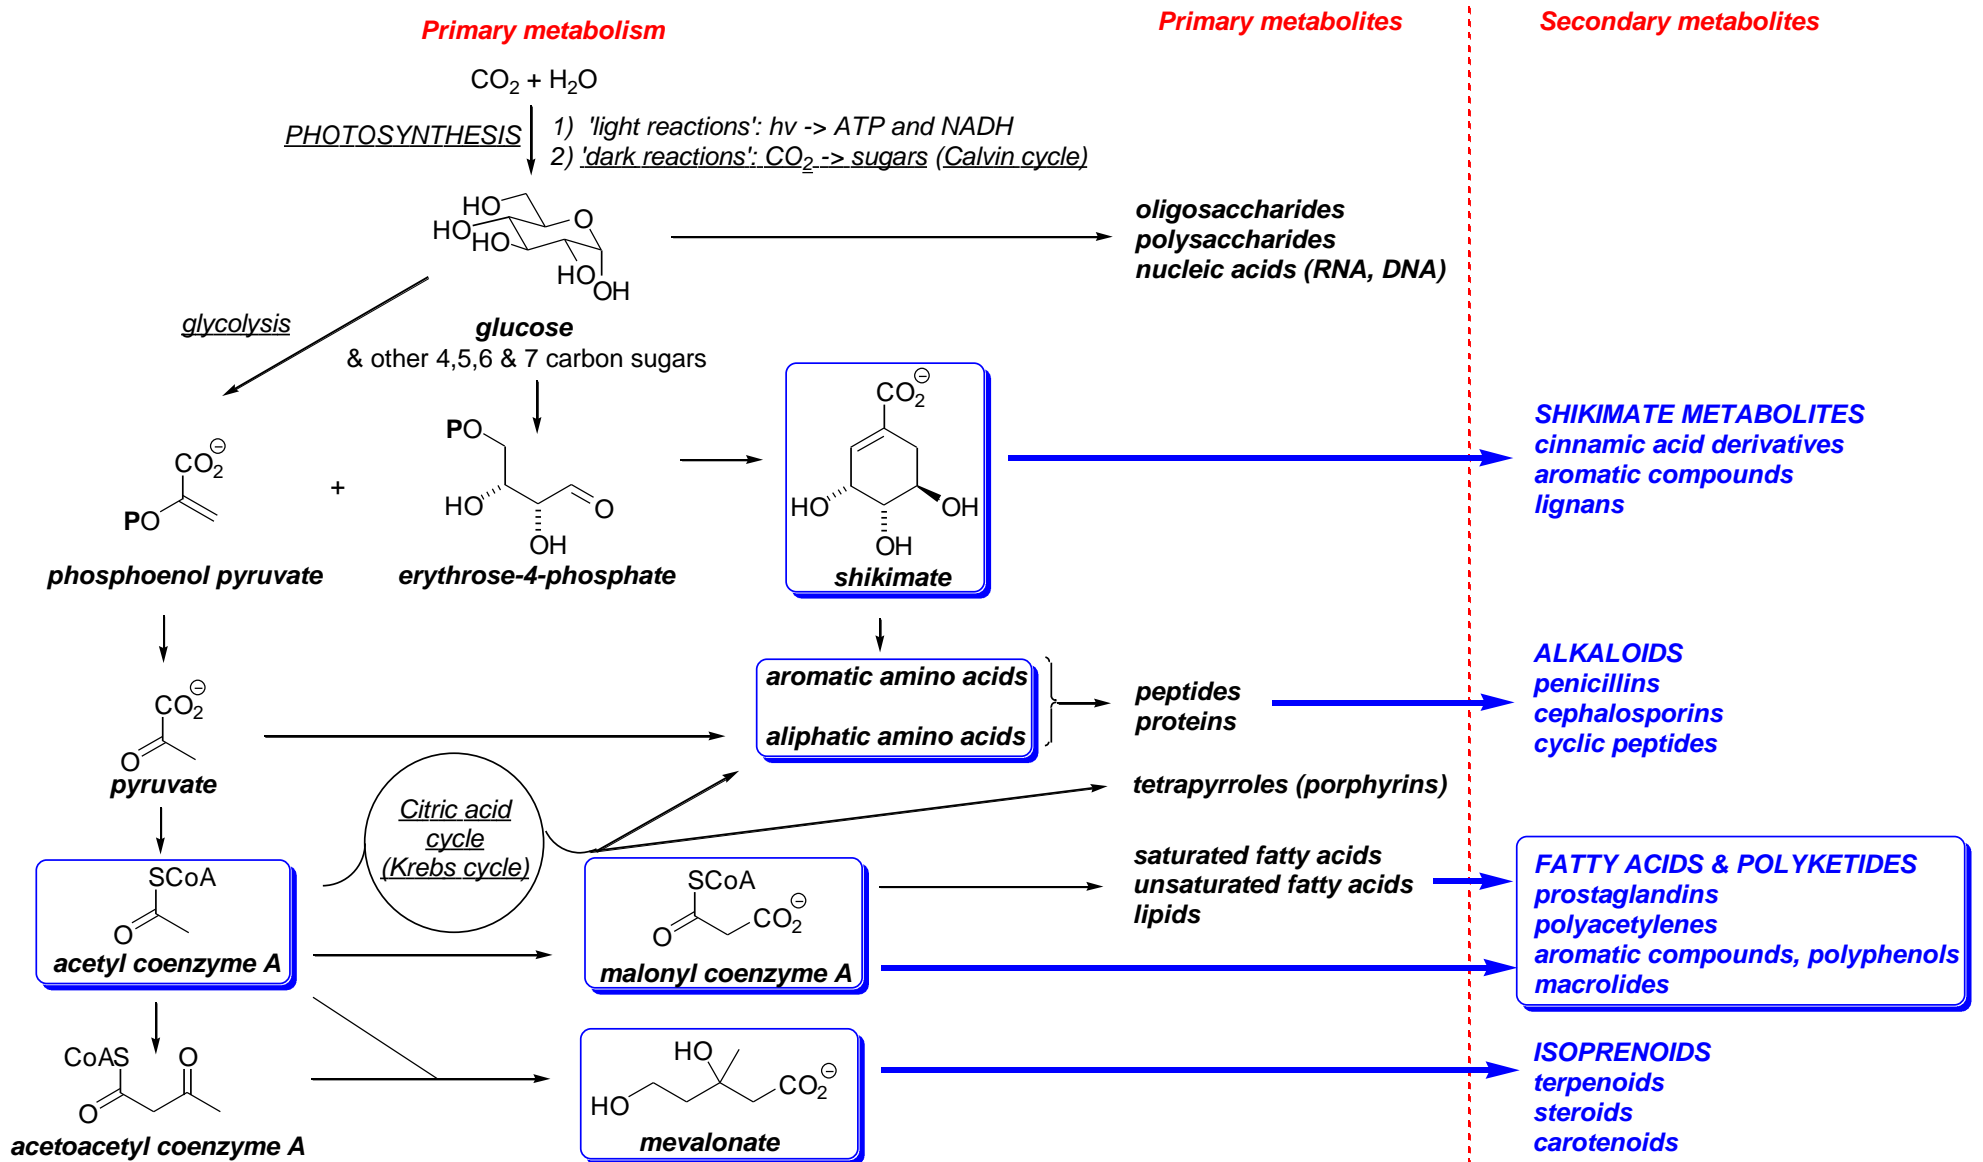 Primary metabolism
Primary metabolites
Secondary metabolites
CO2 + H2O
PHOTOSYNTHESIS
1) 'light reactions': hv -> ATP and NADH
2) 'dark reactions': CO2 -> sugars (Calvin cycle)
HO
O
HO
HO
HO
OH
oligosaccharides
polysaccharides
nucleic acids (RNA, DNA)
glycolysis
glucose
& other 4,5,6 & 7 carbon sugars
CO2⊖
PO
phosphoenol pyruvate
+
PO
HO
O
OH
erythrose-4-phosphate
CO2⊖
HO
OH
OH
shikimate
SHIKIMATE METABOLITES
cinnamic acid derivatives
aromatic compounds
lignans
CO2⊖
O
pyruvate
aromatic amino acids
aliphatic amino acids
peptides
proteins
ALKALOIDS
penicillins
cephalosporins
cyclic peptides
Citric acid
cycle
(Krebs cycle)
tetrapyrroles (porphyrins)
SCoA
O
acetyl coenzyme A
SCoA
O
CO2⊖
malonyl coenzyme A
saturated fatty acids
unsaturated fatty acids
lipids
FATTY ACIDS & POLYKETIDES
prostaglandins
polyacetylenes
aromatic compounds, polyphenols
macrolides
CoAS
O
O
acetoacetyl coenzyme A
HO
HO
CO2⊖
mevalonate
ISOPRENOIDS
terpenoids
steroids
carotenoids